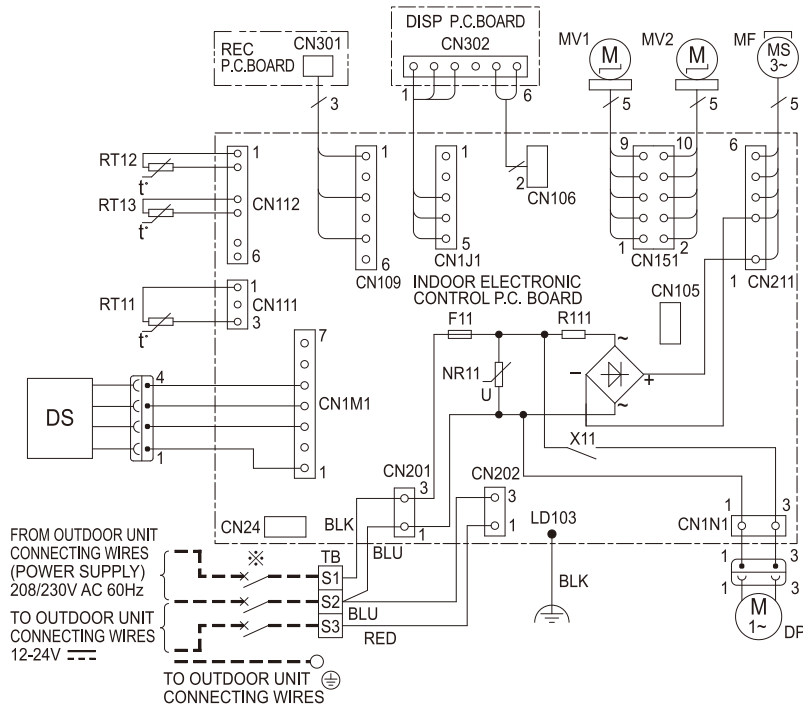 DISP P.C.BOARD
CN302
1
6
REC
P.C.BOARD
CN301
3
MV1
M
5
MV2
M
5
MF
MS
3~
5
RT12
t°
RT13
t°
1
CN112
6
1
6
CN109
1
5
CN1J1
2
CN106
9
10
1
2
CN151
6
1
CN211
RT11
t°
1
CN111
3
INDOOR ELECTRONIC
CONTROL P.C. BOARD
CN105
F11
R111
~
NR11
U
−
+
~
7
CN1M1
1
DS
4
1
X11
CN201
3
1
CN202
3
1
CN24
BLK
BLU
LD103
BLK
1
3
CN1N1
1
3
1
3
M
1~
DP
FROM OUTDOOR UNIT
CONNECTING WIRES
(POWER SUPPLY)
208/230V AC 60Hz
※
TB
S1
S2
S3
BLU
RED
TO OUTDOOR UNIT
CONNECTING WIRES
12-24V
TO OUTDOOR UNIT
CONNECTING WIRES